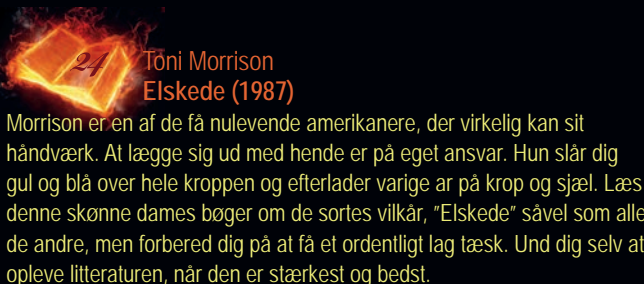 24 Toni Morrison
Elskede (1987)
Morrison er en af de få nulevende amerikanere, der virkelig kan sit
håndværk. At lægge sig ud med hende er på eget ansvar. Hun slår dig
gul og blå over hele kroppen og efterlader varige ar på krop og sjæl. Læs
denne skønne dames bøger om de sortes vilkår, ”Elskede” såvel som alle
de andre, men forbered dig på at få et ordentligt lag tæsk. Und dig selv at
opleve litteraturen, når den er stærkest og bedst.